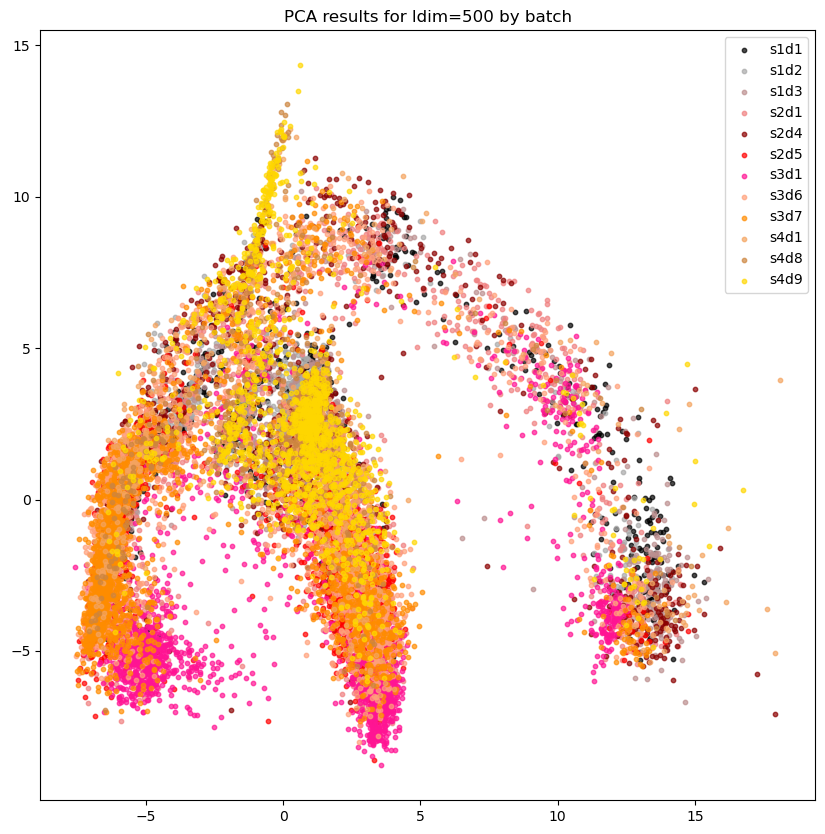 PCA results for ldim=500 by batch
15
10
5
0
−5
−5
0
5
10
15
s1d1
s1d2
s1d3
s2d1
s2d4
s2d5
s3d1
s3d6
s3d7
s4d1
s4d8
s4d9